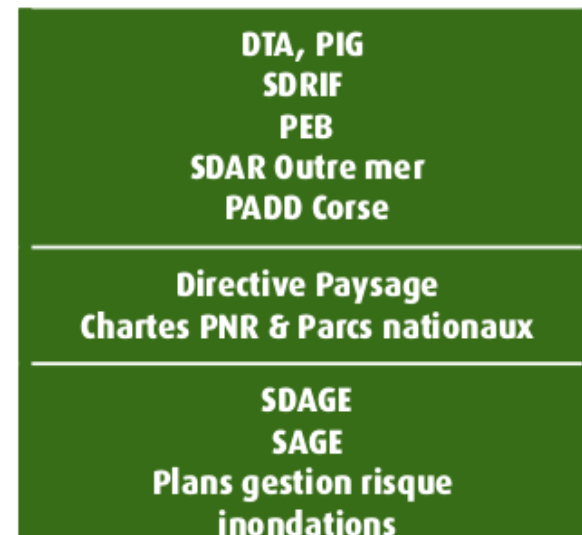 DTA, PIG
SDRIF
PEB
SDAR Outre mer
PADD Corse
Directive Paysage
Chartes PNR & Parcs nationaux
SDAGE
SAGE
Plans gestion risque
inondations